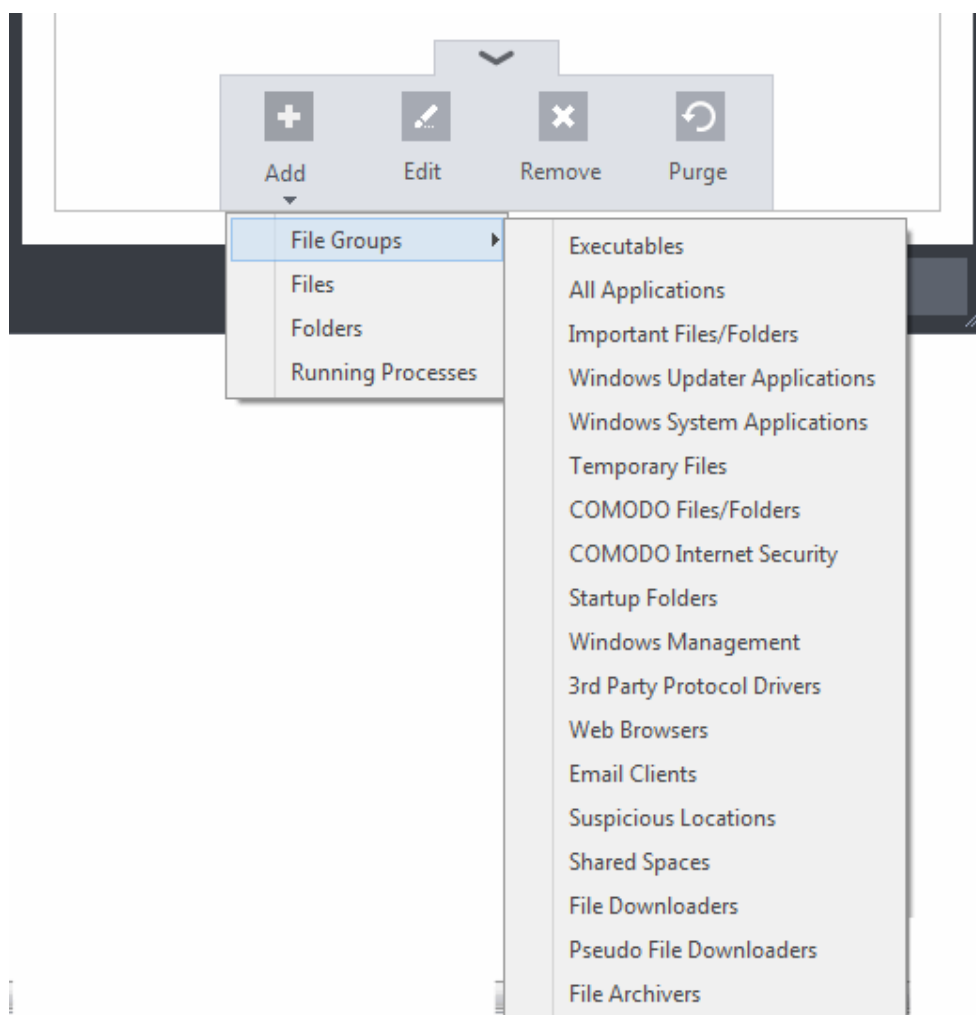 Add
Edit
Remove
Purge
File Groups
Files
Folders
Running Processes
Executables
All Applications
Important Files/Folders
Windows Updater Applications
Windows System Applications
Temporary Files
COMODO Files/Folders
COMODO Internet Security
Startup Folders
Windows Management
3rd Party Protocol Drivers
Web Browsers
Email Clients
Suspicious Locations
Shared Spaces
File Downloaders
Pseudo File Downloaders
File Archivers